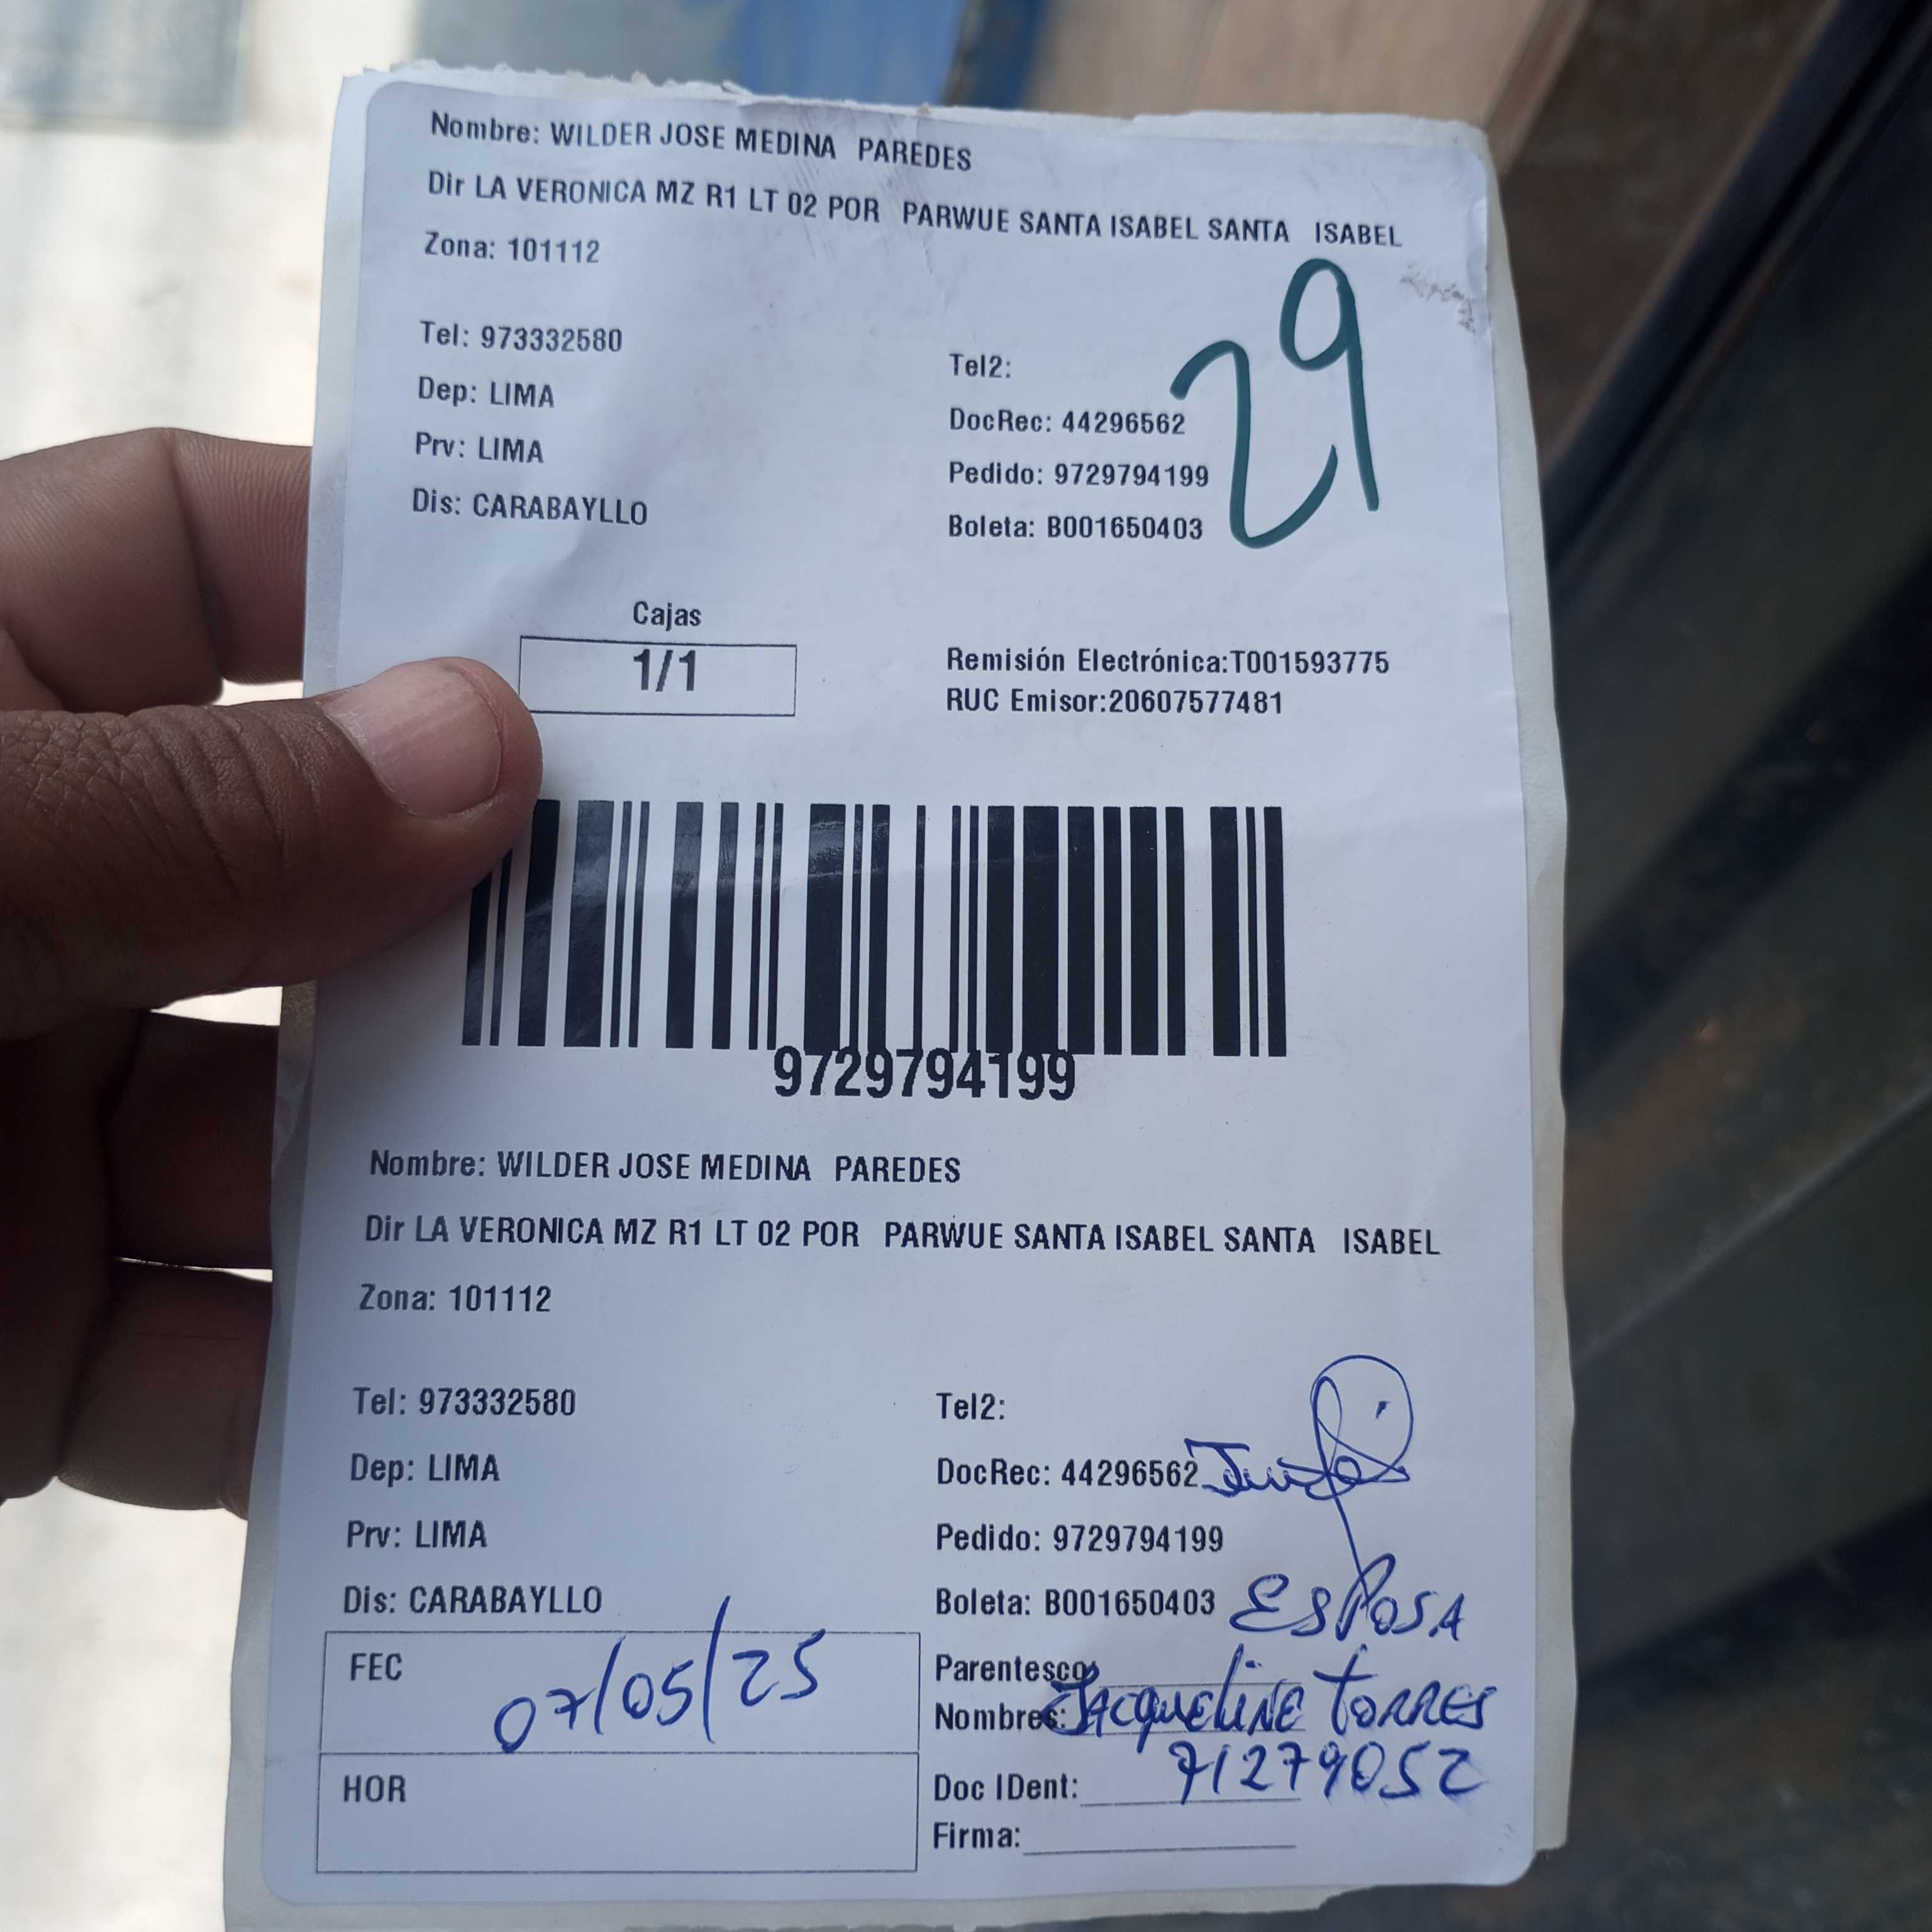 Nombre: WILDER JOSE MEDINA PAREDES
Dir LA VERONICA MZ R1 LT 02 POR PARWUE SANTA ISABEL SANTA ISABEL
Zona: 101112
29
Tel: 973332580
Tel2:
Dep: LIMA
DocRec: 44296562
Prv: LIMA
Pedido: 9729794199
Dis: CARABAYLLO
Boleta: B001650403
Cajas
1/1
Remisión Electrónica:T001593775
RUC Emisor:20607577481
9729794199
Nombre: WILDER JOSE MEDINA PAREDES
Dir LA VERONICA MZ R1 LT 02 POR PARWUE SANTA ISABEL SANTA ISABEL
Zona: 101112
Tel: 973332580
Tel2:
Dep: LIMA
DocRec: 44296562
Prv: LIMA
Pedido: 9729794199
Dis: CARABAYLLO
Boleta: B001650403
FEC 07/05/25
HOR
Parentesco: ESPOSA
Nombres: Jacqueline Torres
Doc IDent: 71279052
Firma: